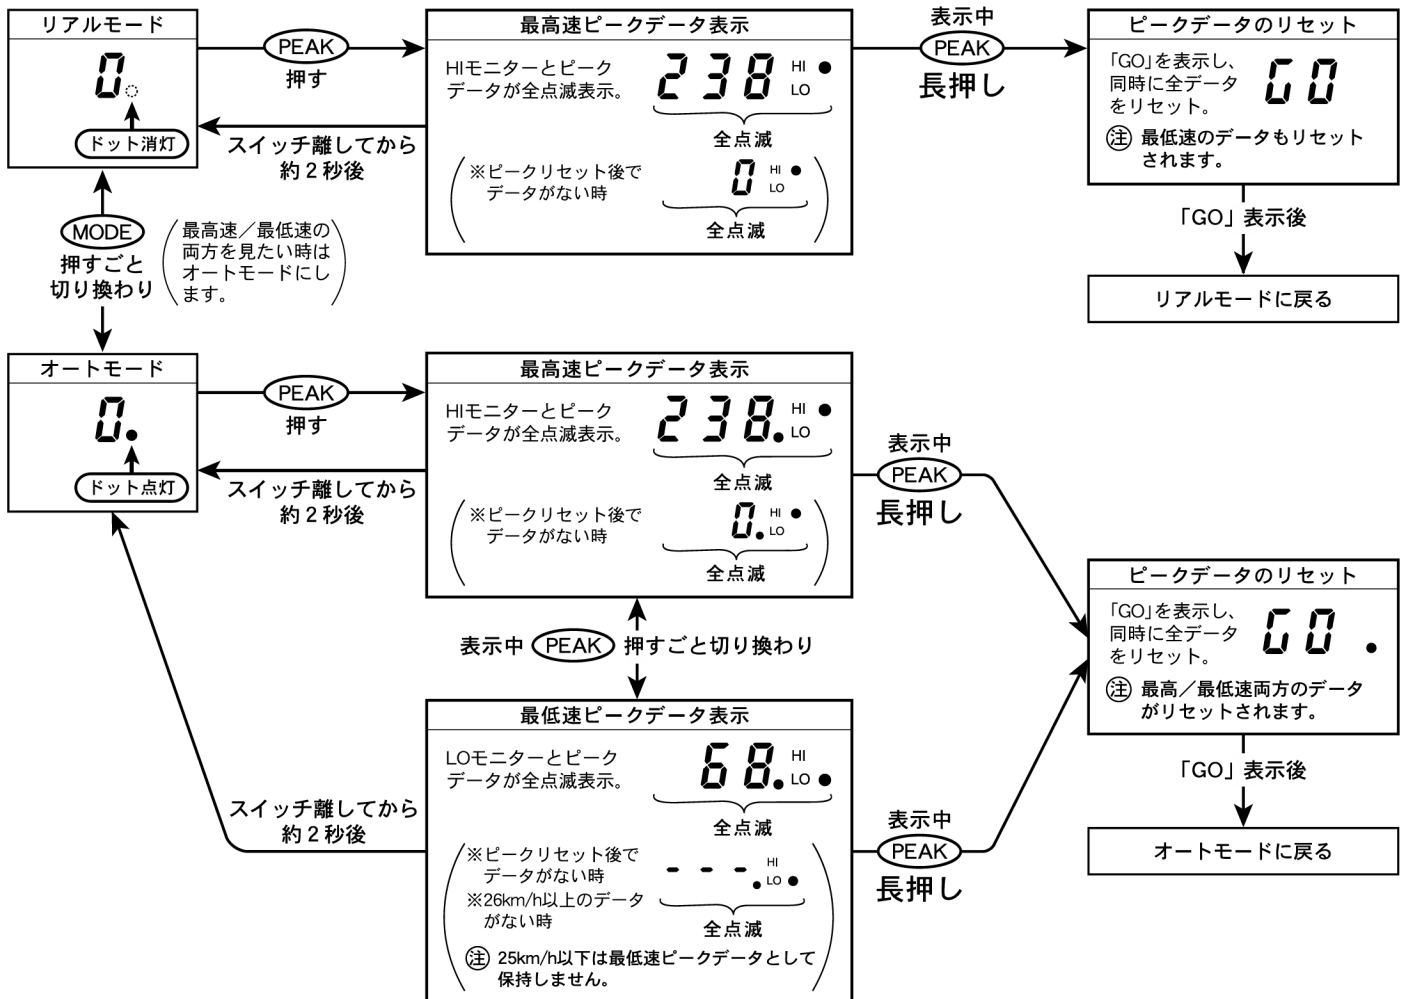 リアルモード
0
ドット消灯
PEAK
押す
スイッチ離してから
約2秒後
最高速ピークデータ表示
HIモニターとピーク
データが全点滅表示。
238 HI ●
LO
全点滅
※ピークリセット後で
データがない時
0 HI ●
LO
全点滅
表示中
PEAK
長押し
ピークデータのリセット
「GO」を表示し、
同時に全データ
をリセット。
GO
㊟ 最低速のデータもリセット
されます。
「GO」表示後
リアルモードに戻る
MODE
押すごと
切り換わり
最高速／最低速の
両方を見たい時は
オートモードにし
ます。
オートモード
0.
ドット点灯
PEAK
押す
スイッチ離してから
約2秒後
最高速ピークデータ表示
HIモニターとピーク
データが全点滅表示。
238. HI ●
LO
全点滅
※ピークリセット後で
データがない時
0. HI ●
LO
全点滅
表示中
PEAK
長押し
表示中 PEAK 押すごと切り換わり
ピークデータのリセット
「GO」を表示し、
同時に全データ
をリセット。
GO .
㊟ 最高／最低速両方のデータ
がリセットされます。
「GO」表示後
オートモードに戻る
スイッチ離してから
約2秒後
最低速ピークデータ表示
LOモニターとピーク
データが全点滅表示。
68. HI
LO ●
全点滅
※ピークリセット後で
データがない時
※26km/h以上のデータ
がない時
- - -. HI
LO ●
全点滅
㊟ 25km/h以下は最低速ピークデータとして
保持しません。
表示中
PEAK
長押し